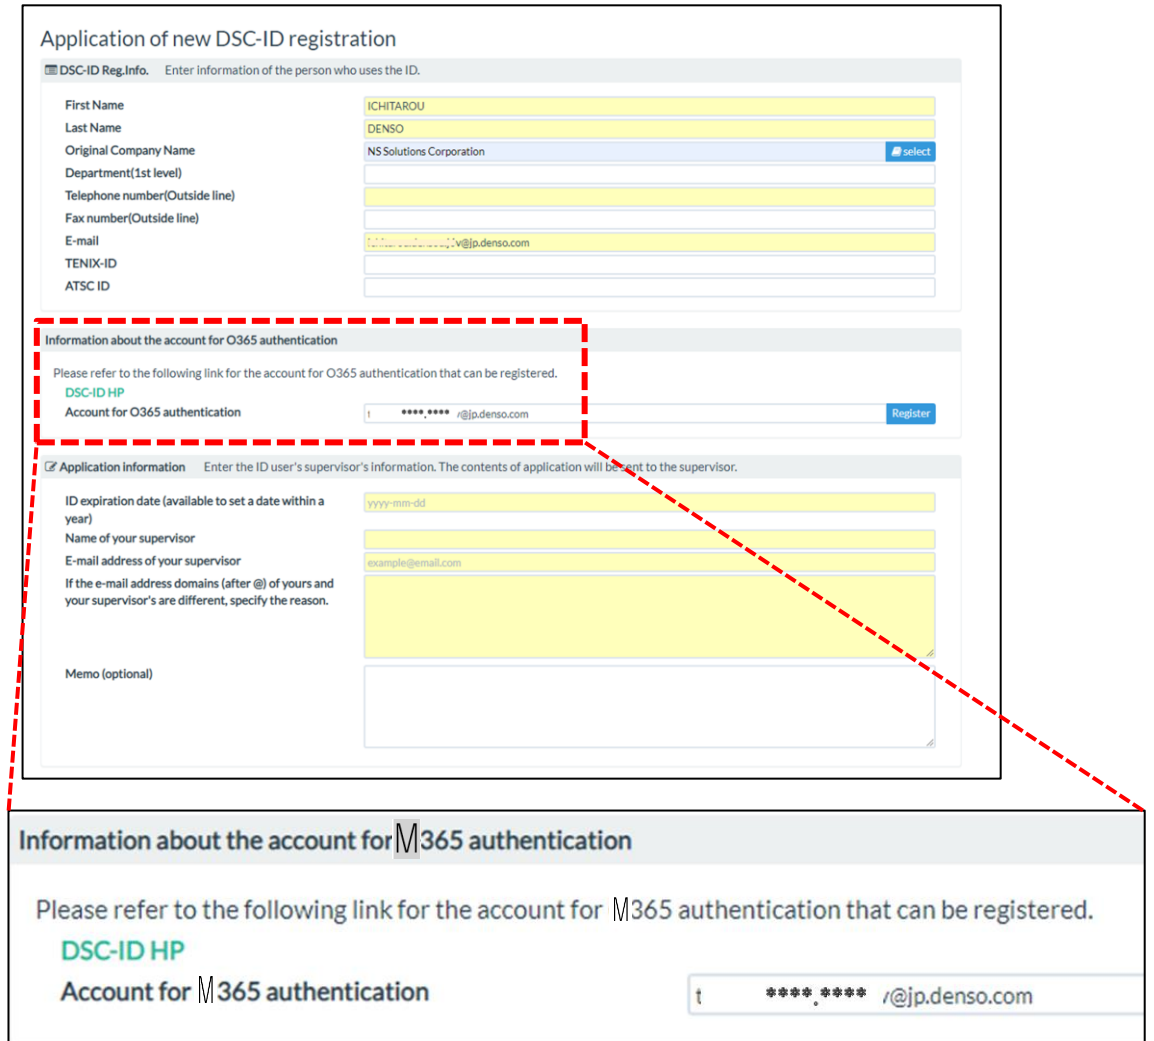 Application of new DSC-ID registration
DSC-ID Reg.Info. Enter information of the person who uses the ID.
First Name ICHITAROU
Last Name DENSO
Original Company Name NS Solutions Corporation select
Department(1st level)
Telephone number(Outside line)
Fax number(Outside line)
E-mail v@jp.denso.com
TENIX-ID
ATSC ID
Information about the account for O365 authentication
Please refer to the following link for the account for O365 authentication that can be registered.
DSC-ID HP
Account for O365 authentication ****.**** @jp.denso.com Register
Application information Enter the ID user's supervisor's information. The contents of application will be sent to the supervisor.
ID expiration date (available to set a date within a yyyy-mm-dd
year)
Name of your supervisor
E-mail address of your supervisor example@email.com
If the e-mail address domains (after @) of yours and
your supervisor's are different, specify the reason.
Memo (optional)
Information about the account for M365 authentication
Please refer to the following link for the account for M365 authentication that can be registered.
DSC-ID HP
Account for M365 authentication t ****.**** @jp.denso.com